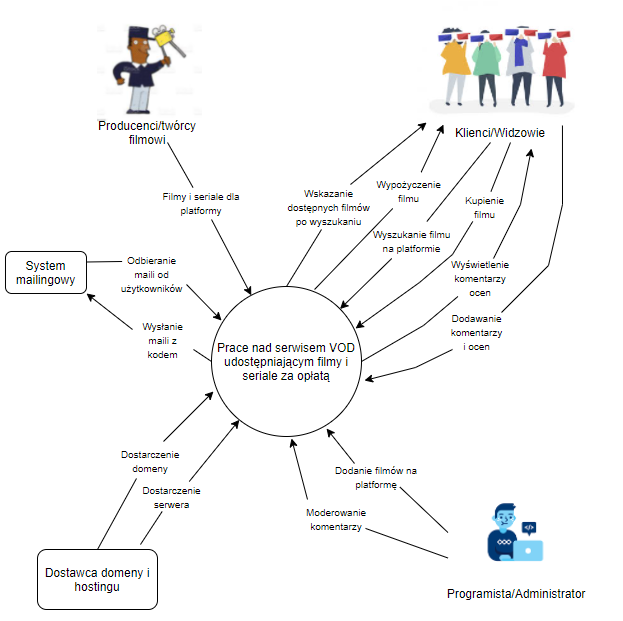 Producenci/twórcy
filmowi
Klienci/Widzowie
Filmy i seriale dla
platformy
Wskazanie
dostępnych filmów
po wyszukaniu
Wypożyczenie
filmu
Kupienie
filmu
Wyszukanie filmu
na platformie
System
mailingowy
Odbieranie
maili od
użytkowników
Wyświetlenie
komentarzy
ocen
Wysłanie
maili z
kodem
Dodawanie
komentarzy
i ocen
Prace nad serwisem VOD
udostępniającym filmy i
seriale za opłatą
Dostarczenie
domeny
Dostarczenie
serwera
Dodanie filmów na
platformę
Moderowanie
komentarzy
Dostawca domeny i
hostingu
Programista/Administrator